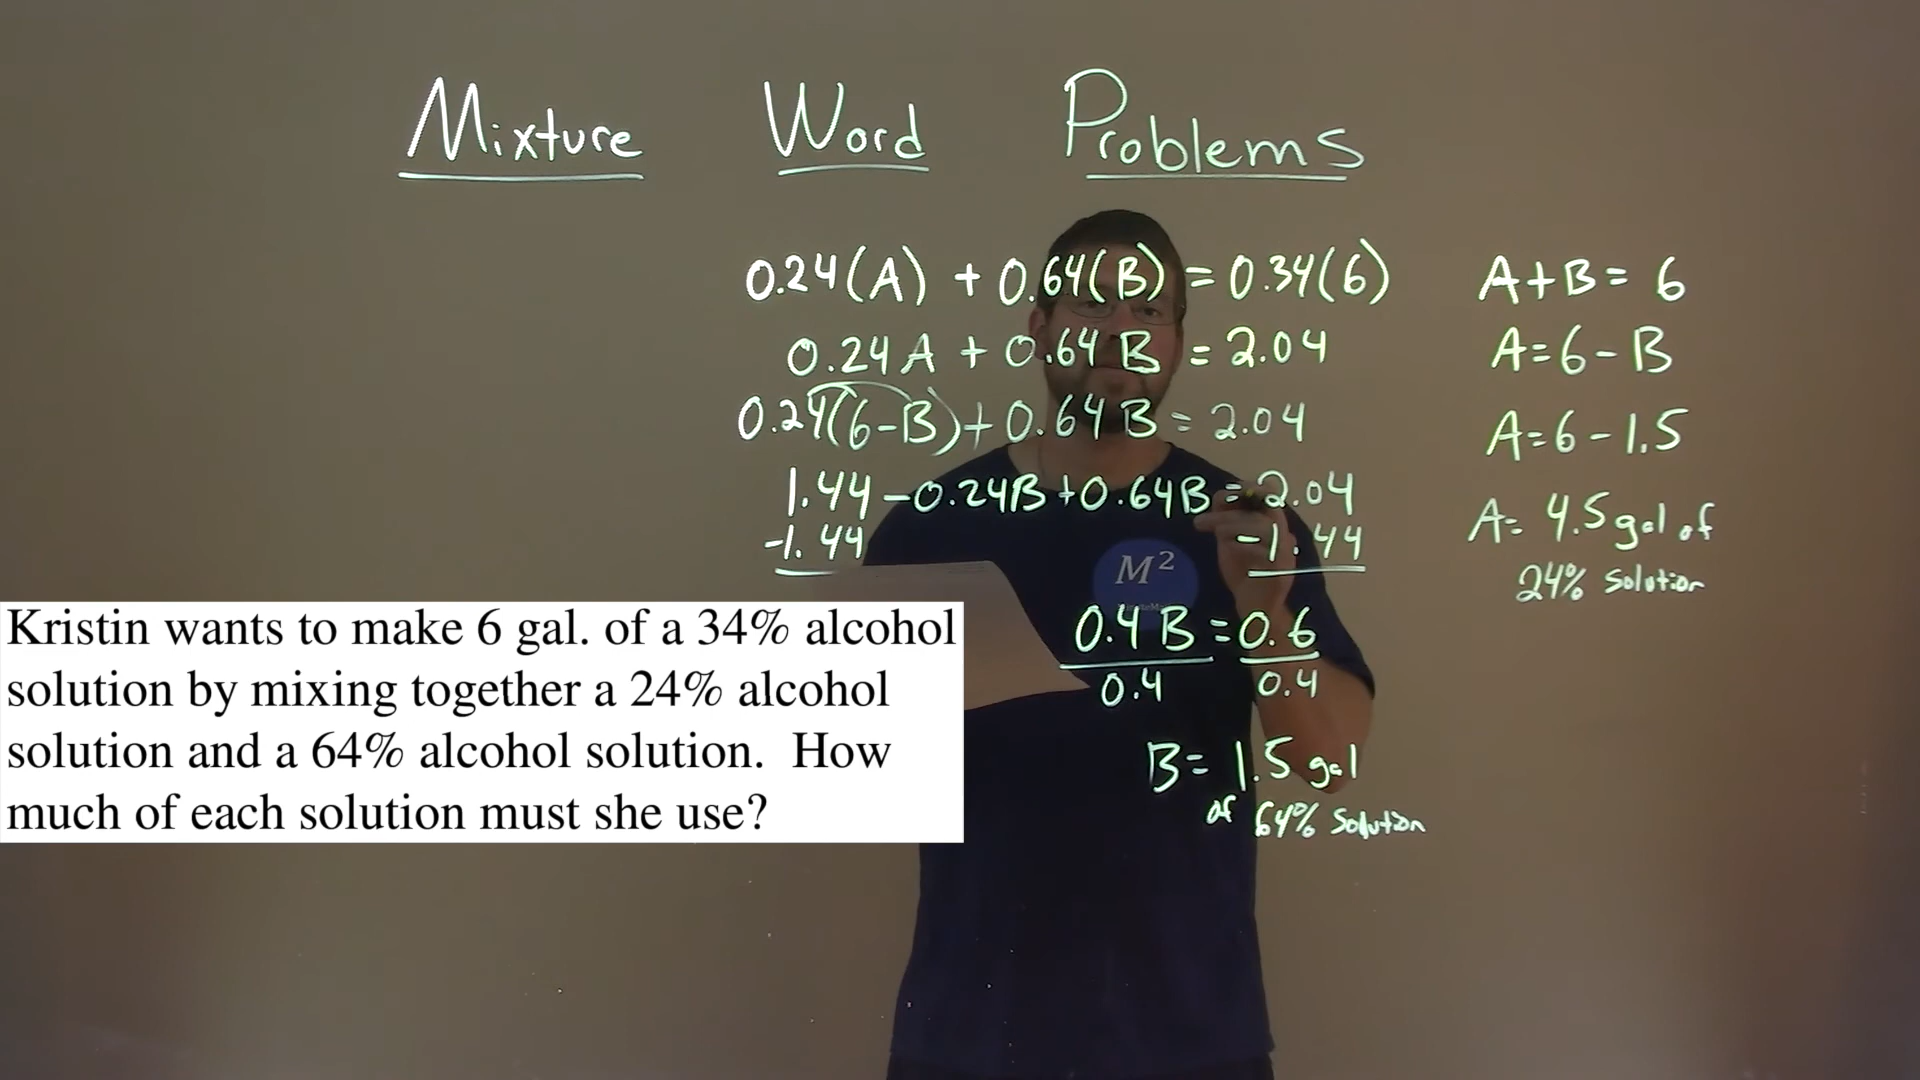 Mixture Word Problems
0.24(A) + 0.64(B) = 0.34(6)
0.24A + 0.64B = 2.04
0.24(6-B)+0.64B = 2.04
1.44-0.24B+0.64B = 2.04
-1.44 -1.44
0.4B = 0.6
0.4 0.4
B = 1.5 gal
of 64% Solution
A+B = 6
A=6-B
A=6-1.5
A= 4.5 gal of
24% Solution
M²
Kristin wants to make 6 gal. of a 34% alcohol
solution by mixing together a 24% alcohol
solution and a 64% alcohol solution. How
much of each solution must she use?